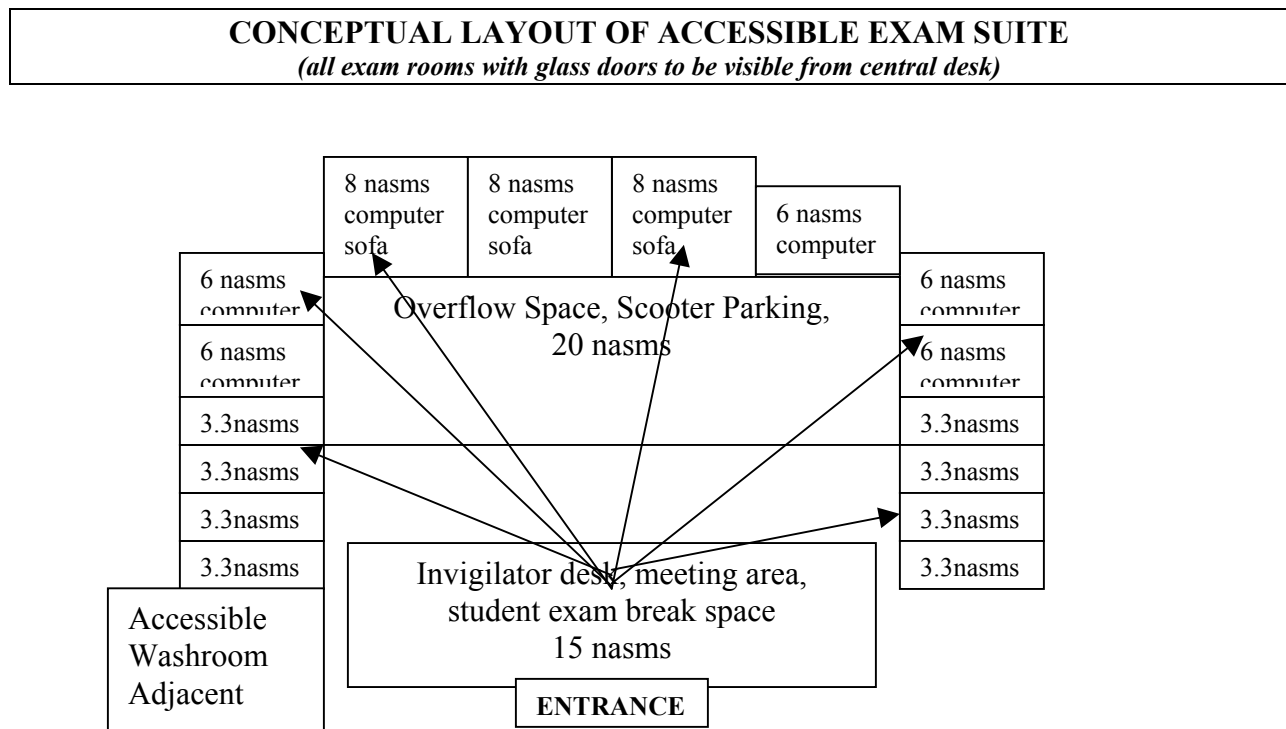 CONCEPTUAL LAYOUT OF ACCESSIBLE EXAM SUITE
(all exam rooms with glass doors to be visible from central desk)
8 nasms
computer
sofa
8 nasms
computer
sofa
8 nasms
computer
sofa
6 nasms
computer
6 nasms
computer
6 nasms
computer
3.3nasms
3.3nasms
3.3nasms
3.3nasms
Overflow Space, Scooter Parking,
20 nasms
6 nasms
computer
6 nasms
computer
3.3nasms
3.3nasms
3.3nasms
3.3nasms
Invigilator desk, meeting area,
student exam break space
15 nasms
Accessible
Washroom
Adjacent
ENTRANCE